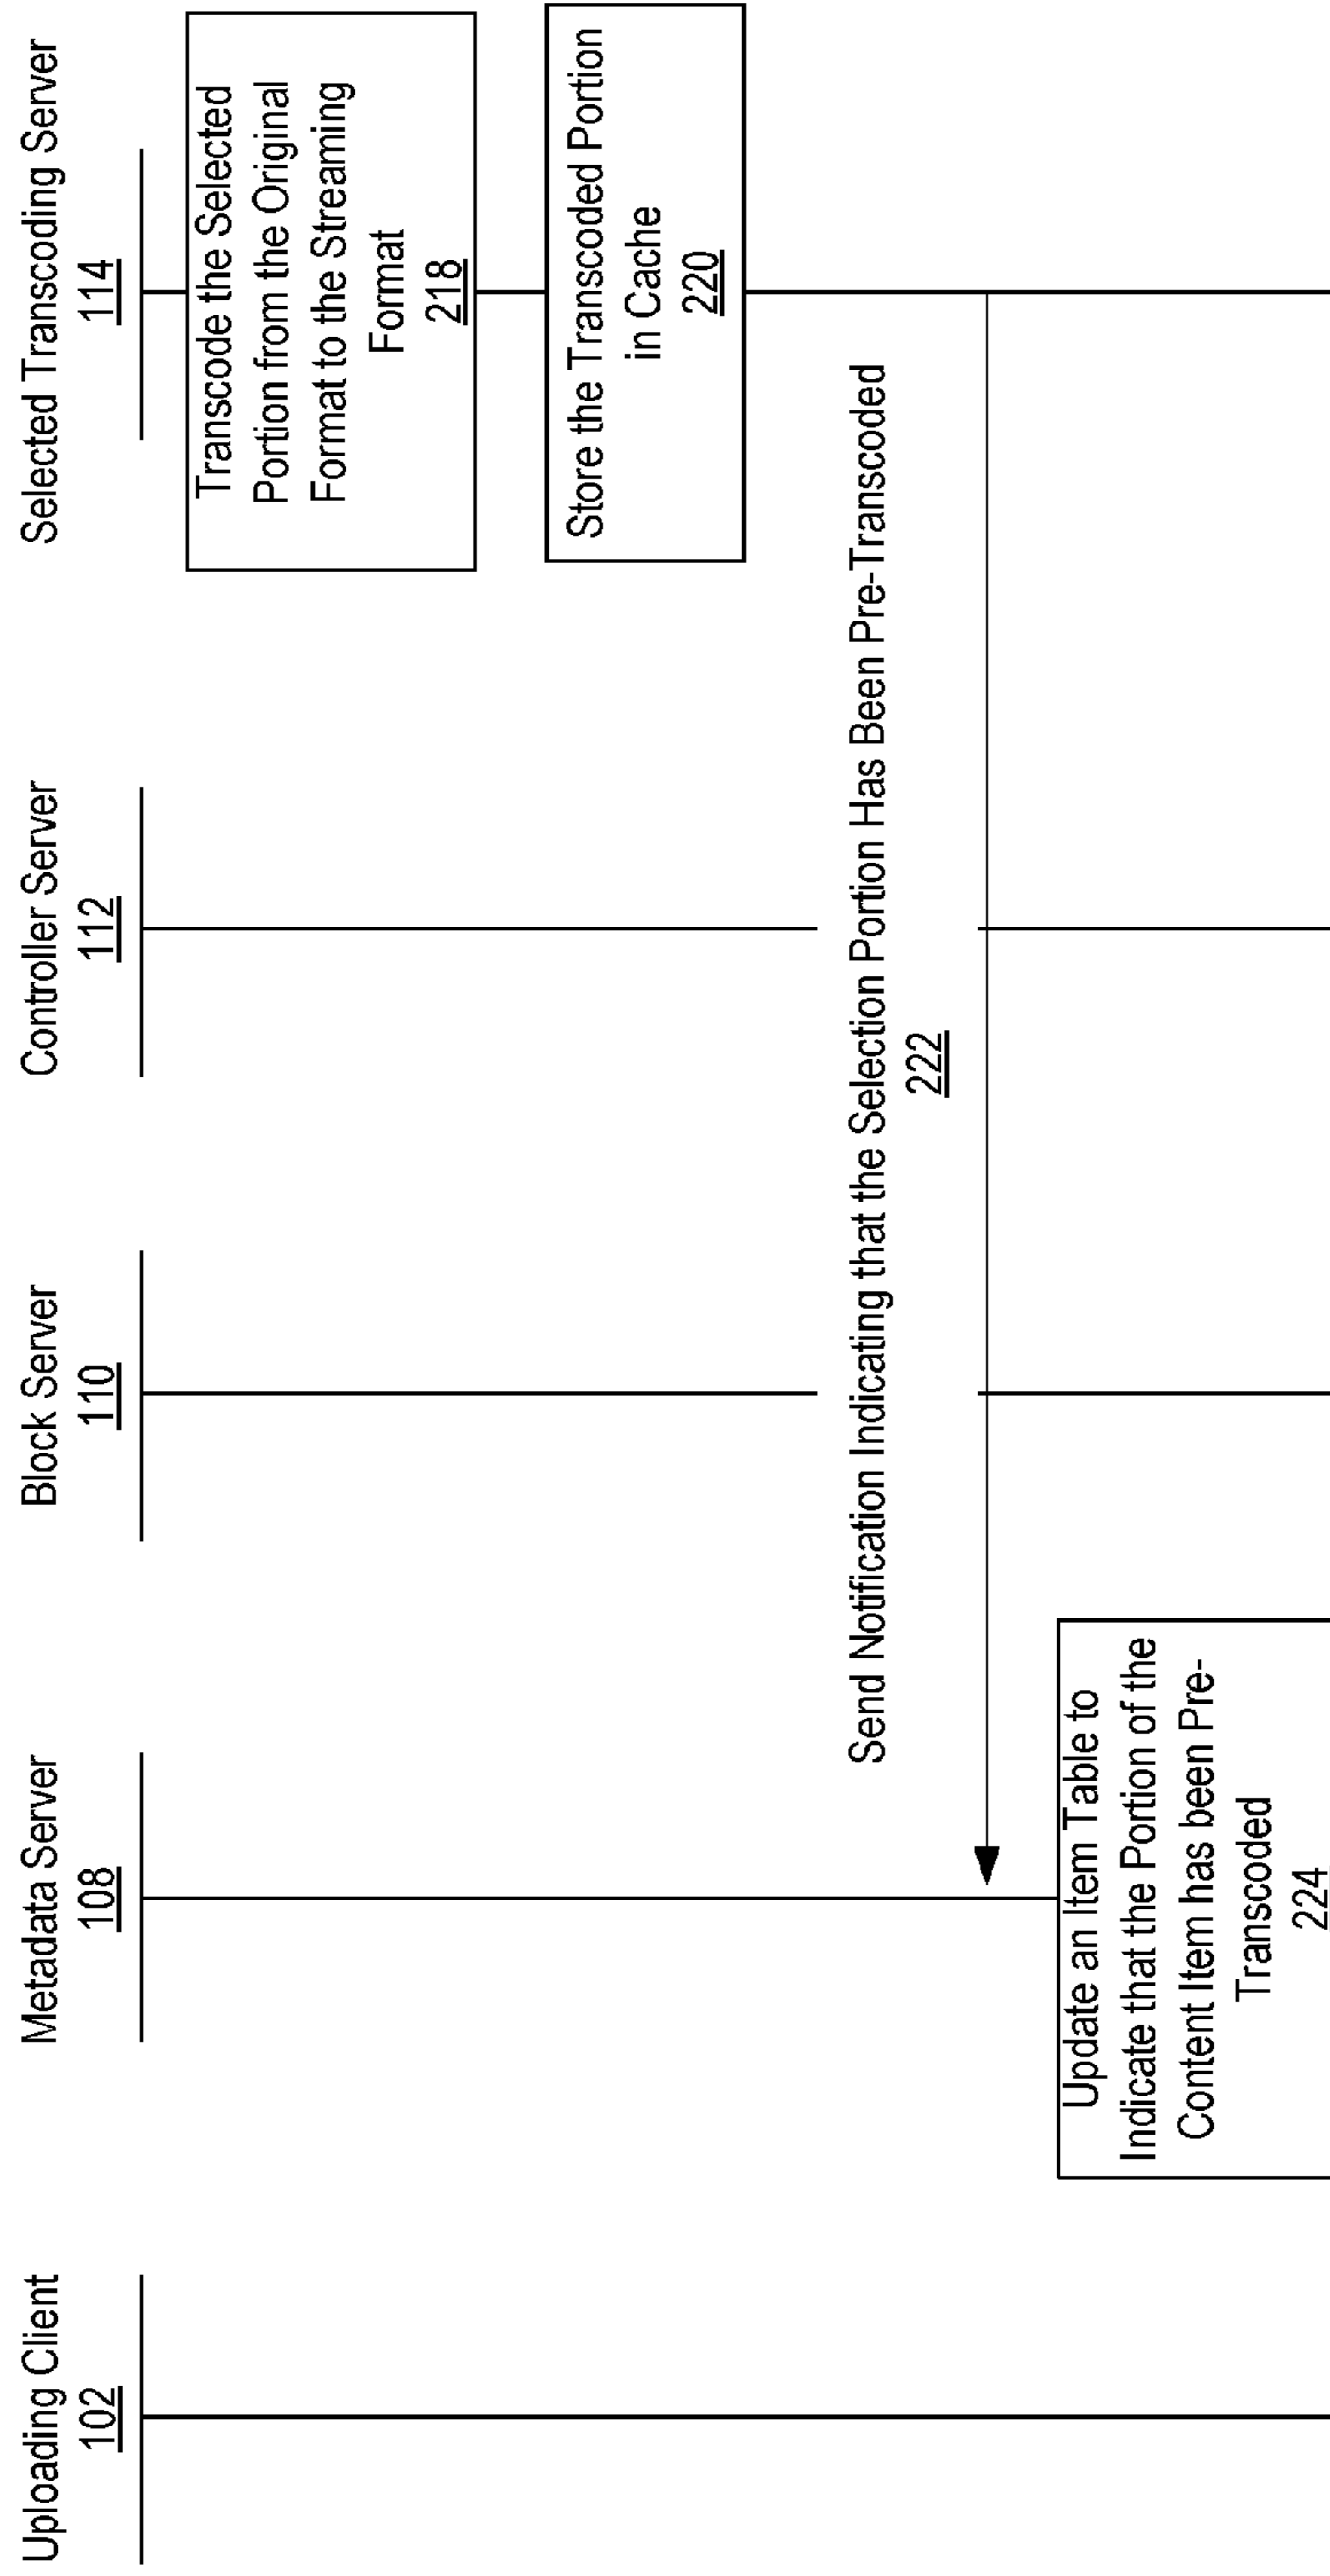 Uploading Client
102
Metadata Server
108
Block Server
110
Controller Server
112
Selected Transcoding Server
114
Transcode the Selected
Portion from the Original
Format to the Streaming
Format
218
Store the Transcoded Portion
in Cache
220
Send Notification Indicating that the Selection Portion Has Been Pre-Transcoded
222
Update an Item Table to
Indicate that the Portion of the
Content Item has been Pre-
Transcoded
224